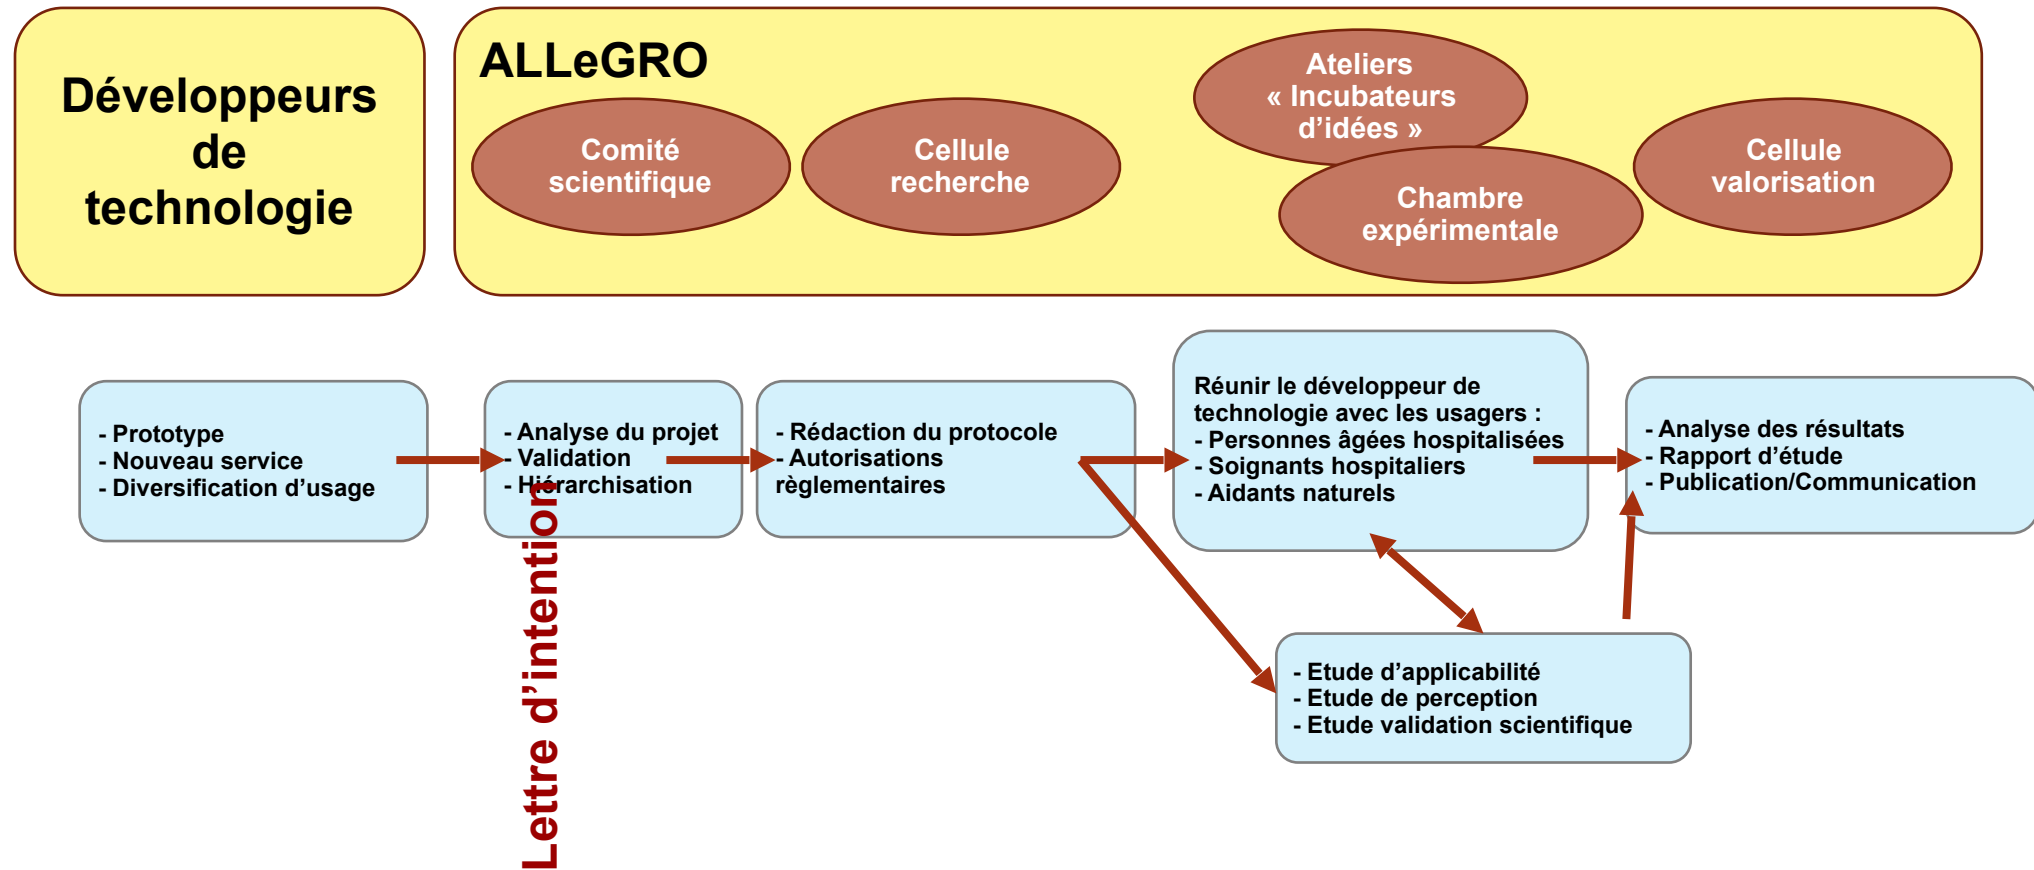 Développeurs
de
technologie
ALLeGRO
Comité
scientifique
Cellule
recherche
Ateliers
« Incubateurs
d’idées »
Chambre
expérimentale
Cellule
valorisation
- Prototype
- Nouveau service
- Diversification d’usage
- Analyse du projet
- Validation
- Hiérarchisation
- Rédaction du protocole
- Autorisations
règlementaires
Réunir le développeur de
technologie avec les usagers :
- Personnes âgées hospitalisées
- Soignants hospitaliers
- Aidants naturels
- Analyse des résultats
- Rapport d’étude
- Publication/Communication
- Etude d’applicabilité
- Etude de perception
- Etude validation scientifique
Lettre d’intention